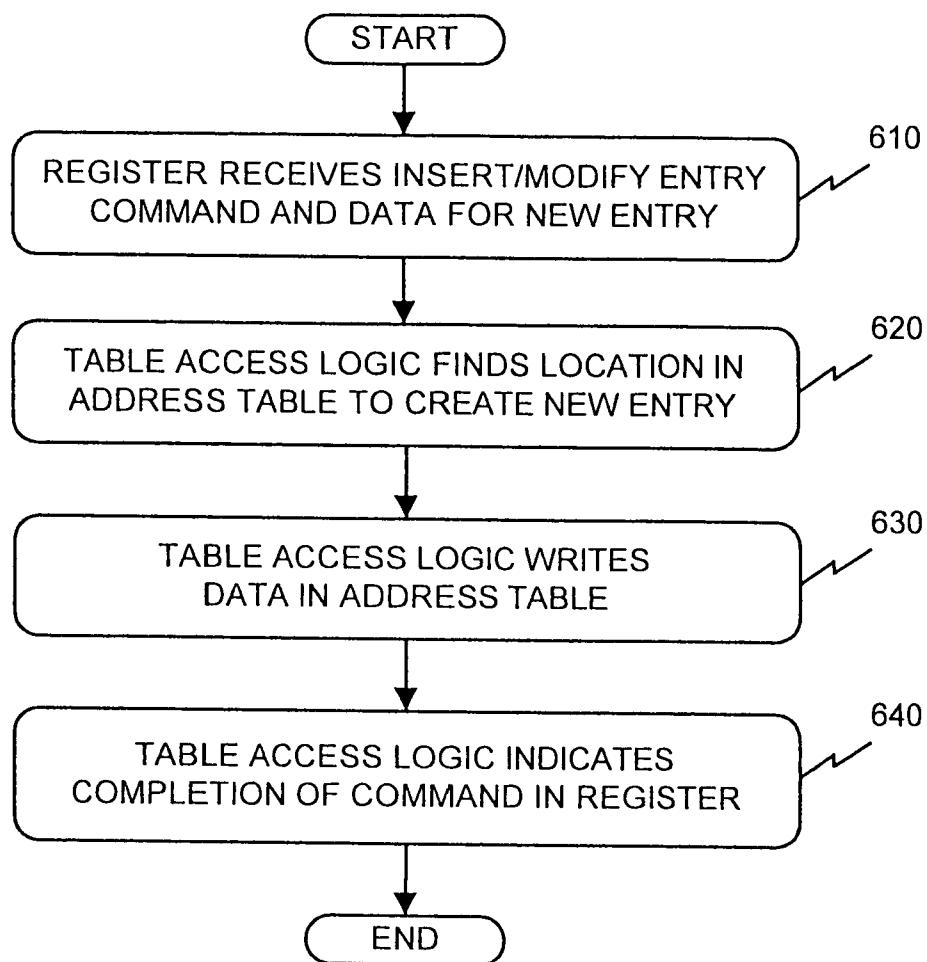 START
610
REGISTER RECEIVES INSERT/MODIFY ENTRY
COMMAND AND DATA FOR NEW ENTRY
620
TABLE ACCESS LOGIC FINDS LOCATION IN
ADDRESS TABLE TO CREATE NEW ENTRY
630
TABLE ACCESS LOGIC WRITES
DATA IN ADDRESS TABLE
640
TABLE ACCESS LOGIC INDICATES
COMPLETION OF COMMAND IN REGISTER
END